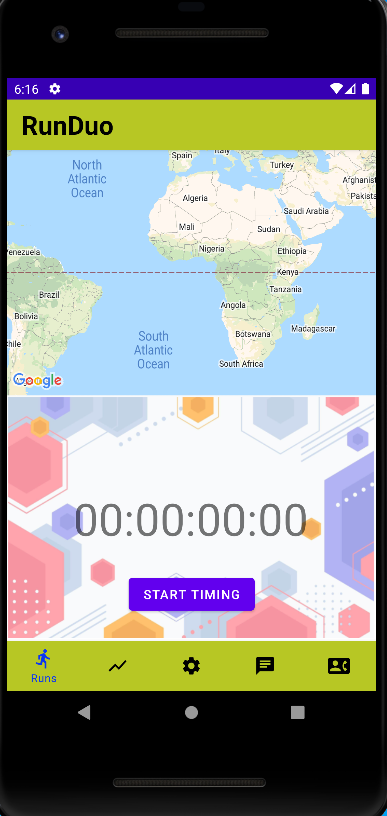 6:16
RunDuo
North
Atlantic
Ocean
Spain
Italy
Turkey
Afghanist
Pakista
Algeria
Saudi Arabia
Mali
Sudan
Nigeria
Ethiopia
enezuela
Kenya
Brazil
Tanzania
Angola
Bolivia
Madagascar
Botswana
hile
South
Atlantic
Ocean
South Africa
Google
00:00:00:00
START TIMING
Runs